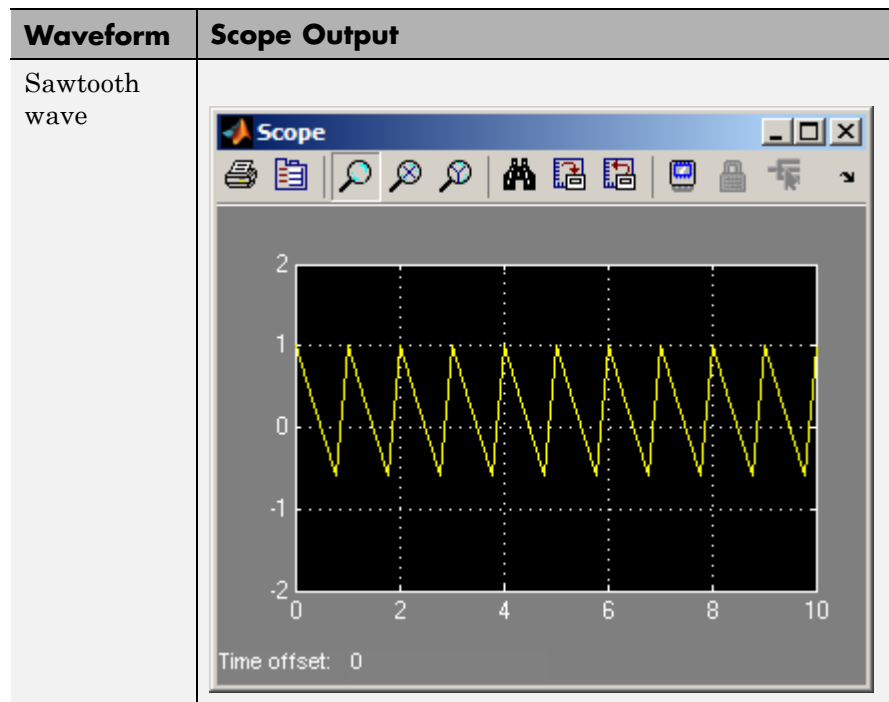 Waveform Scope Output
Sawtooth
wave
Scope
2
1
0
-1
-2
0 2 4 6 8 10
Time offset: 0